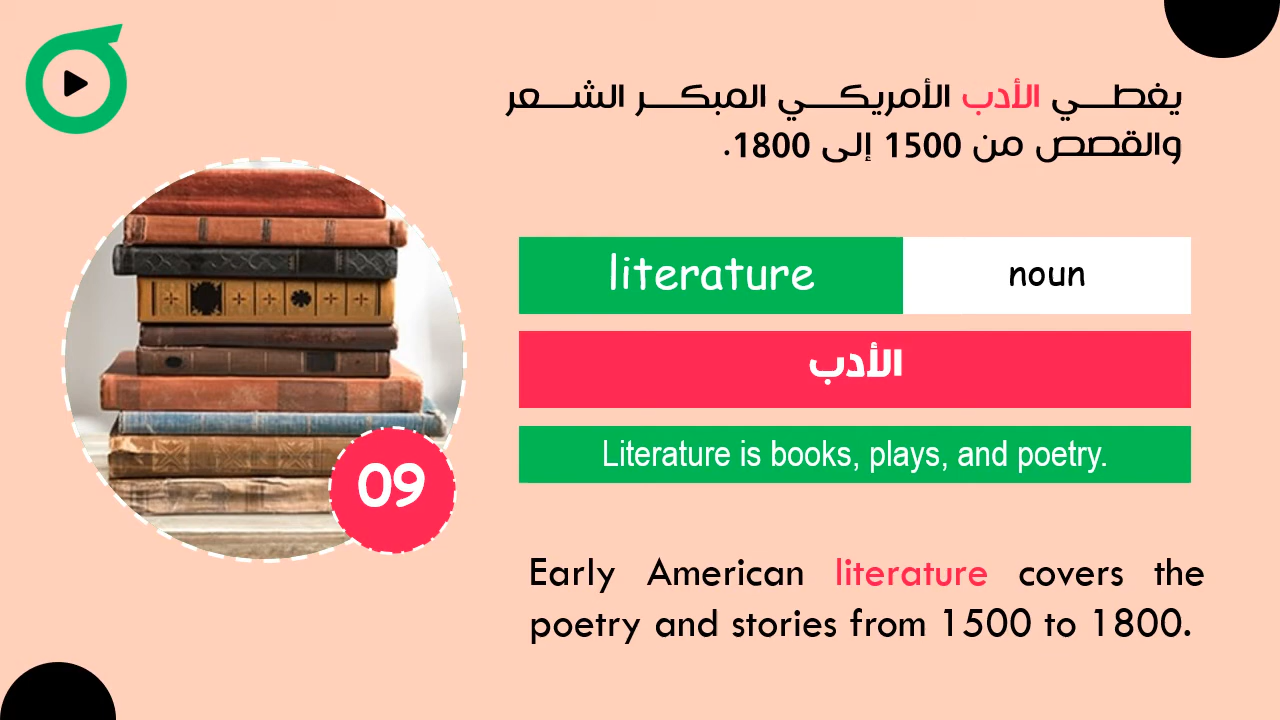 يغطي الأدب الأمريكي المبكر الشعر
والقصص من 1500 إلى 1800.
literature
noun
الأدب
Literature is books, plays, and poetry.
09
Early American literature covers the
poetry and stories from 1500 to 1800.